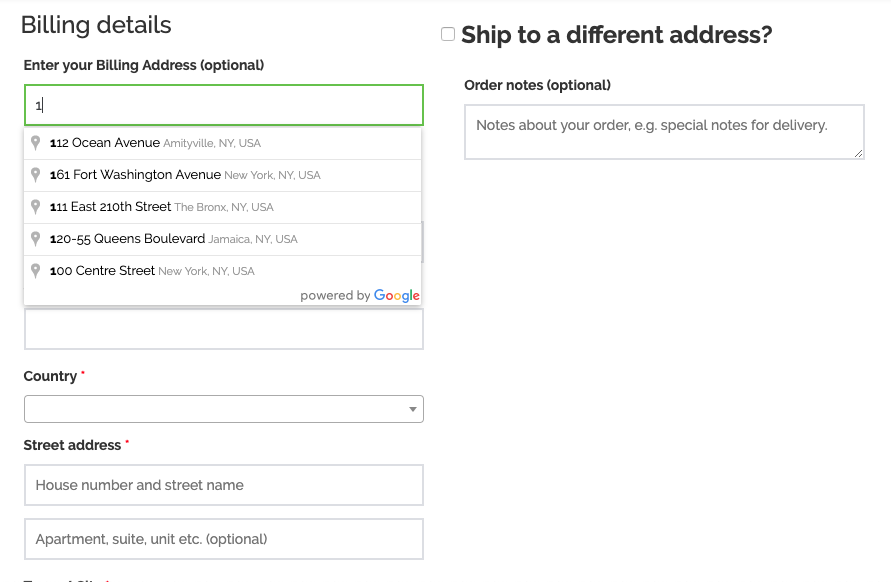 Billing details
Enter your Billing Address (optional)
1
112 Ocean Avenue Amityville, NY, USA
161 Fort Washington Avenue New York, NY, USA
111 East 210th Street The Bronx, NY, USA
120-55 Queens Boulevard Jamaica, NY, USA
100 Centre Street New York, NY, USA
powered by Google
Country *
Street address *
House number and street name
Apartment, suite, unit etc. (optional)
Ship to a different address?
Order notes (optional)
Notes about your order, e.g. special notes for delivery.